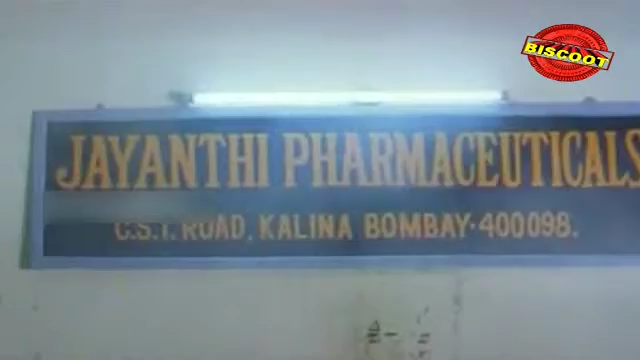 BISCOOT
JAYANTHI PHARMACEUTICALS
C.S.T. ROAD, KALINA BOMBAY-400098.